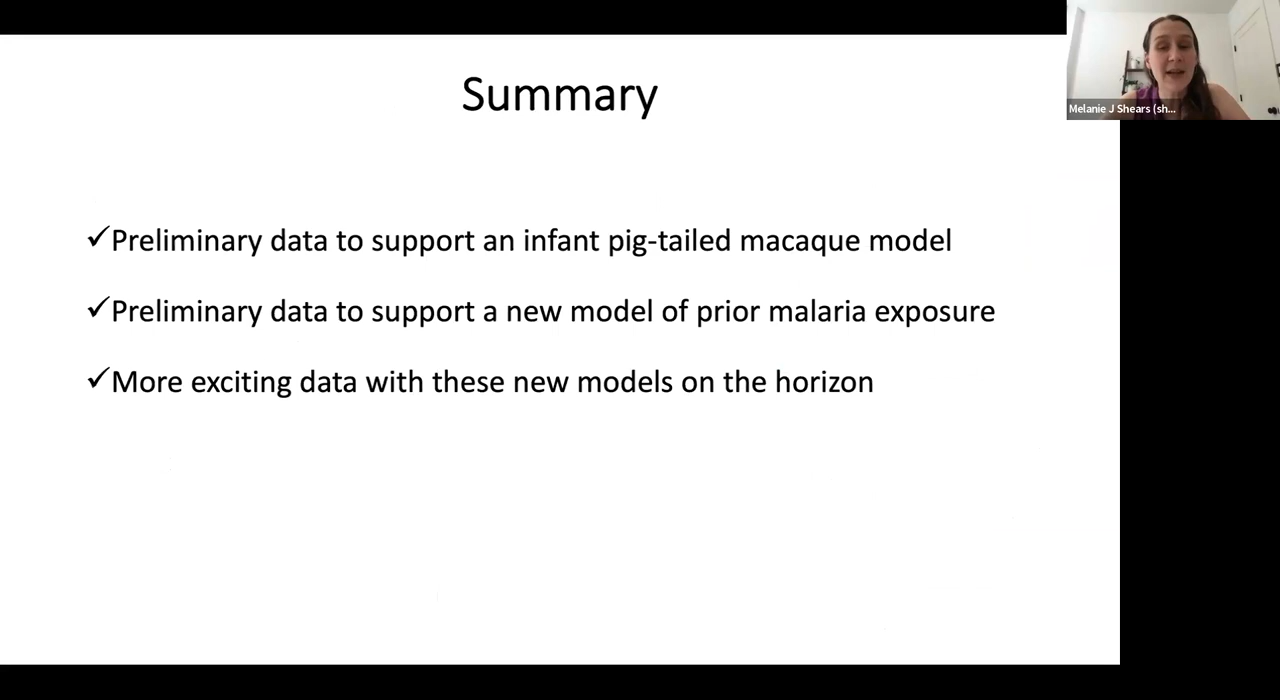 Summary
Melanie J Shears (sh...
✓Preliminary data to support an infant pig-tailed macaque model
✓Preliminary data to support a new model of prior malaria exposure
✓More exciting data with these new models on the horizon